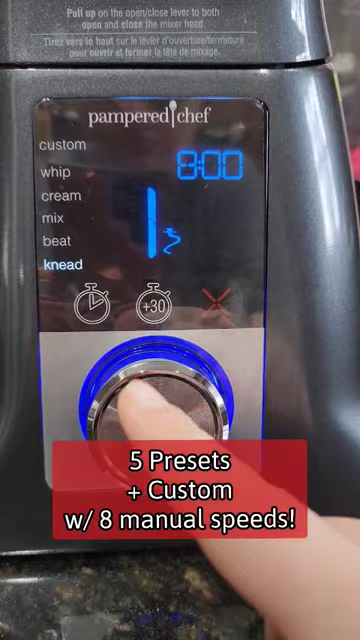 Pull up on the open/close lever to both
open and close the mixer head.
Tirez vers le haut sur le levier d'ouverture/fermeture
pour ouvrir et fermer la tête de mixage.
pampered chef
custom
whip
8:00
cream
mix
1
beat
knead
+30
5 Presets
+ Custom
w/ 8 manual speeds!